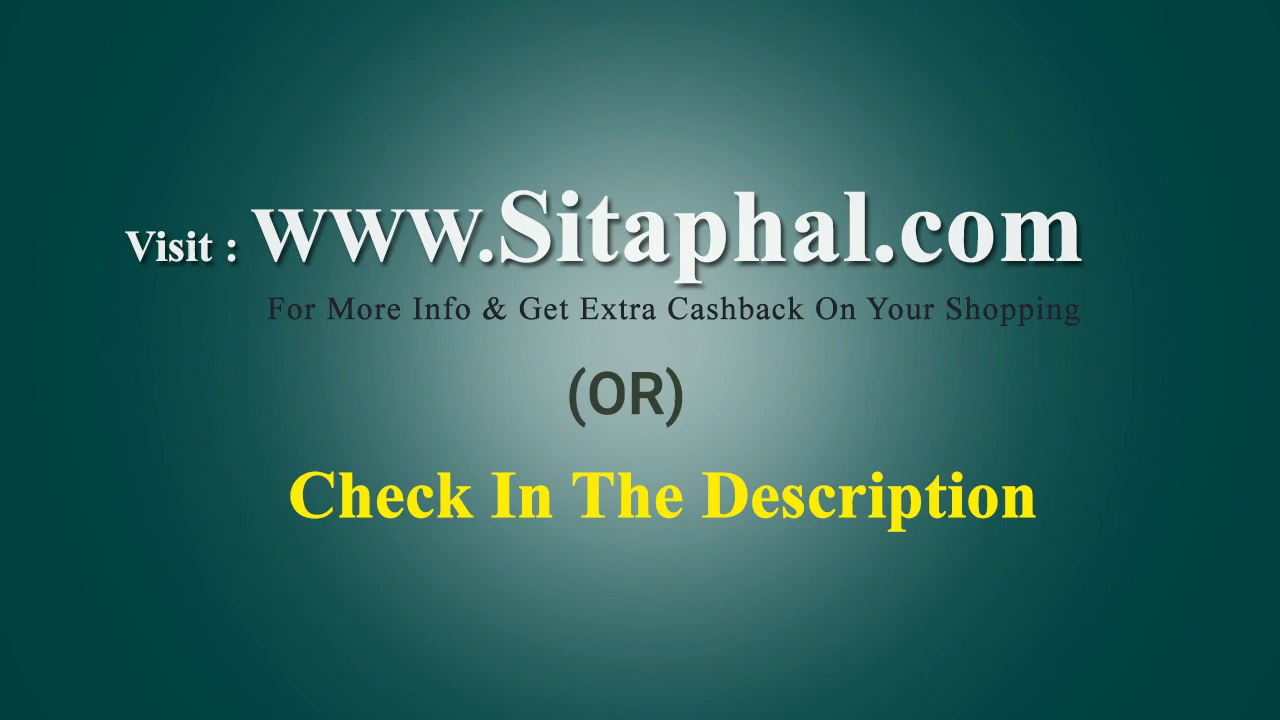 Visit : www.Sitaphal.com
For More Info & Get Extra Cashback On Your Shopping
(OR)
Check In The Description